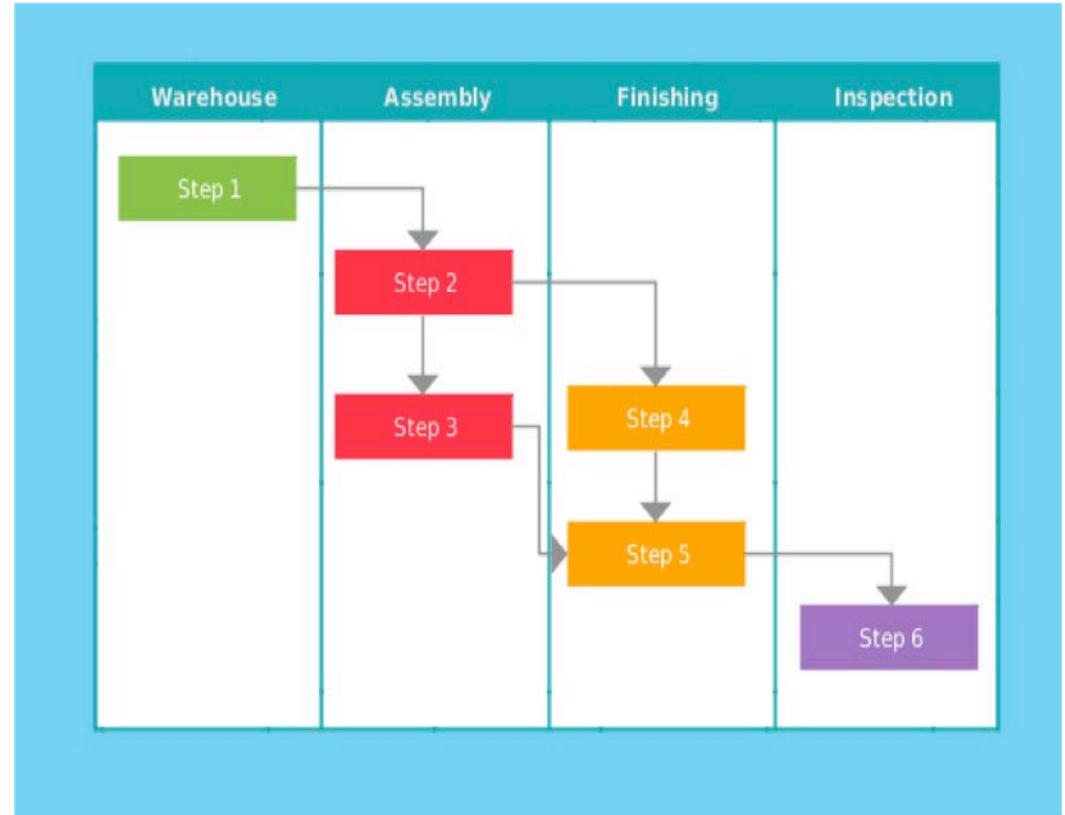 Warehouse Assembly Finishing Inspection
Step 1
Step 2
Step 3
Step 4
Step 5
Step 6